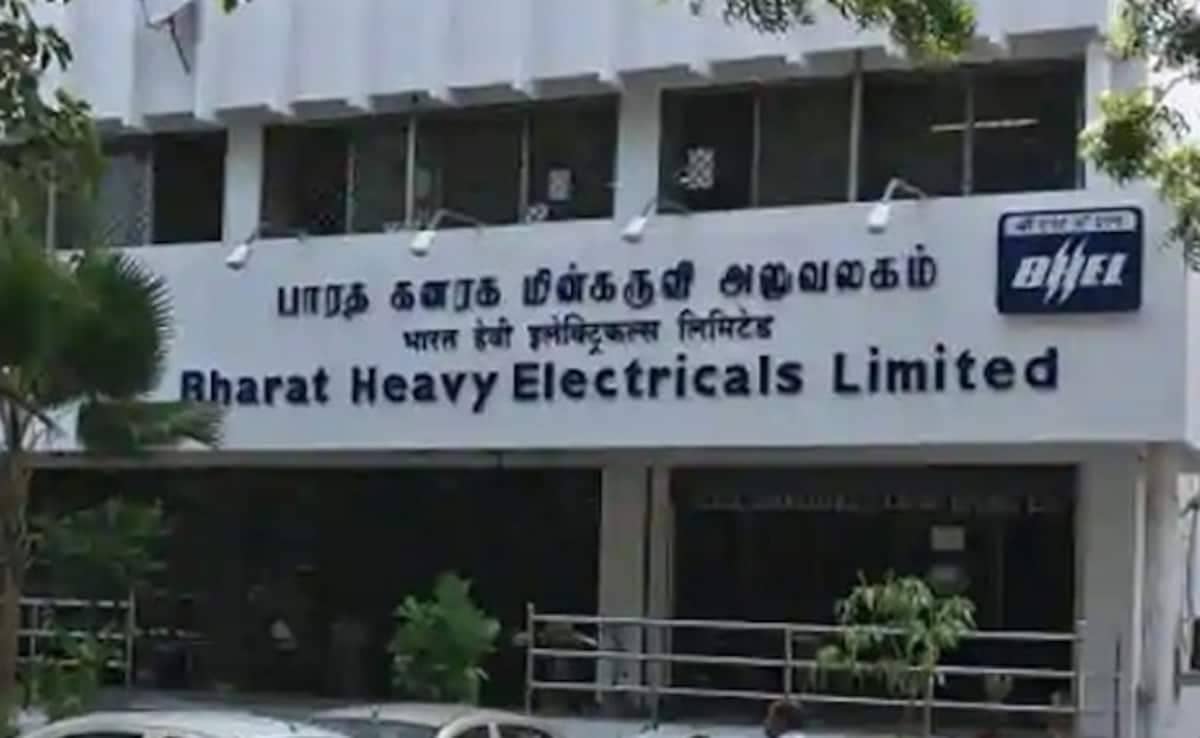 பாரத கனரக மின்கருவி அலுவலகம்
भारत हेवी इलेक्ट्रिकल्स लिमिटेड
Bharat Heavy Electricals Limited
BHEL